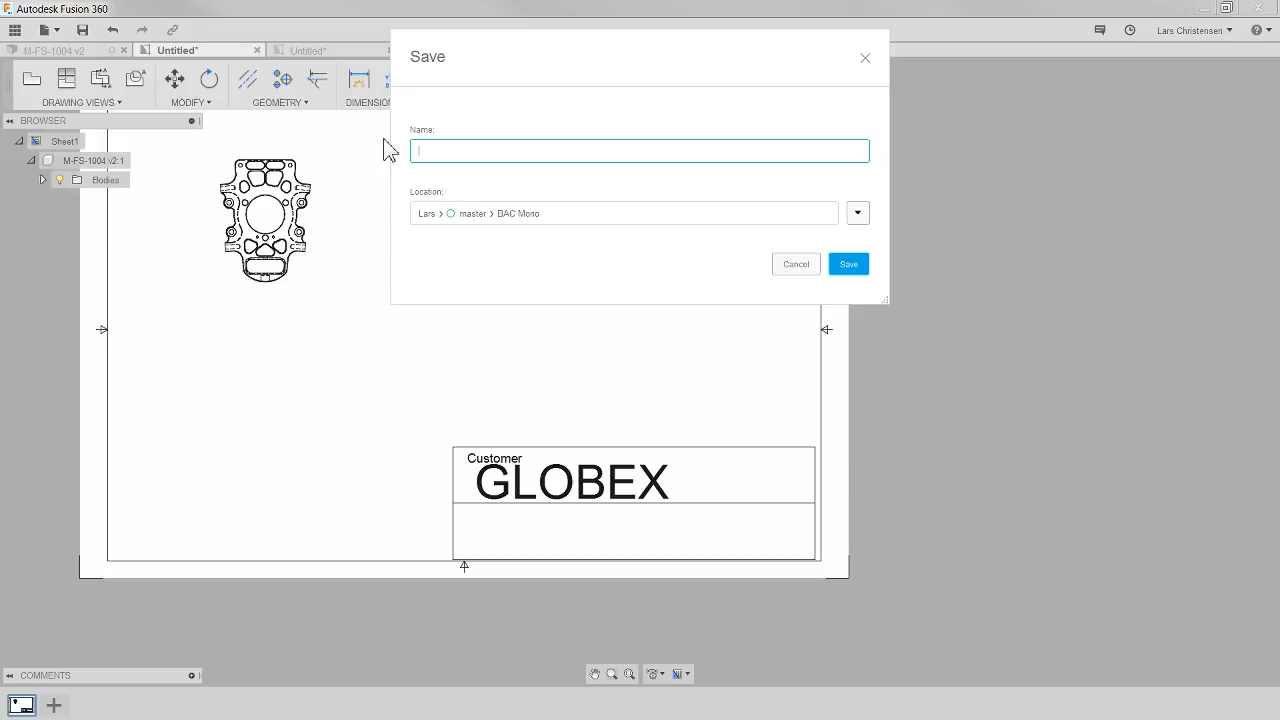 Autodesk Fusion 360
Lars Christensen
M-FS-1004 v2
Untitled*
Untitled*
DRAWING VIEWS
MODIFY
GEOMETRY
DIMENSION
BROWSER
Sheet1
M-FS-1004 v2:1
Bodies
Save
Name:
Location:
Lars > master > BAC Mono
Cancel
Save
Customer
GLOBEX
COMMENTS